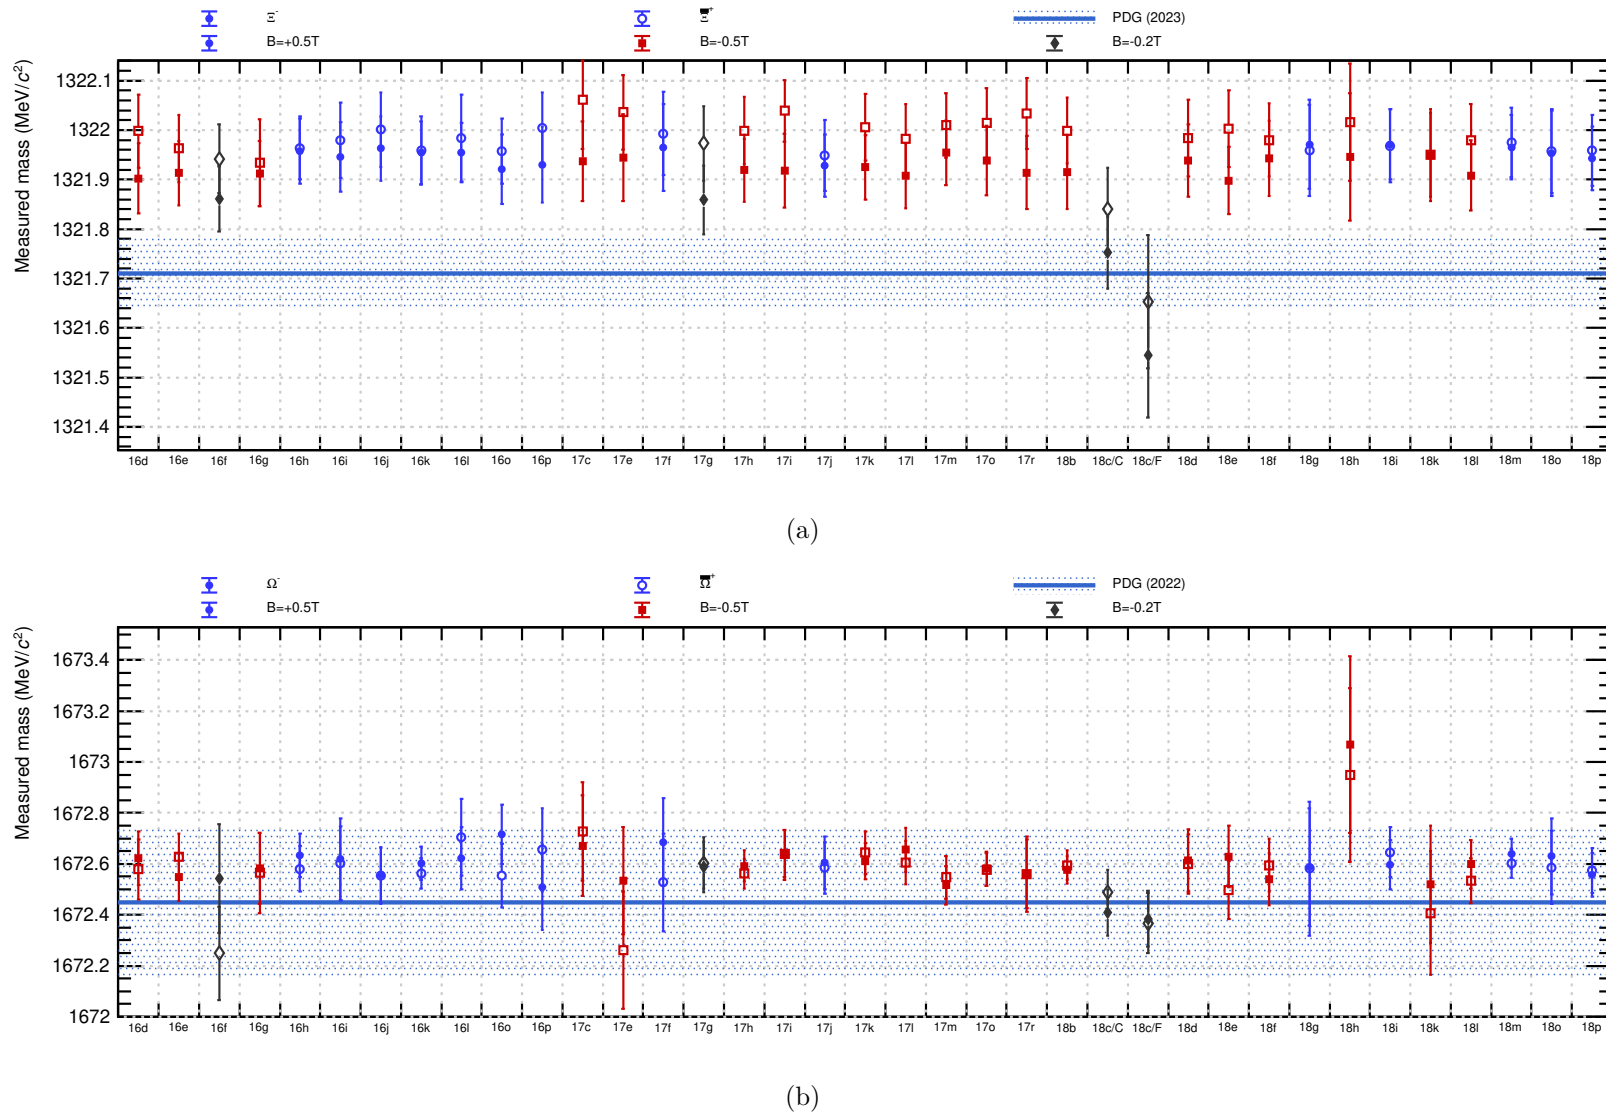 Ξ⁻ Ξ̅⁺ PDG (2023)
B=+0.5T B=-0.5T B=-0.2T
Measured mass (MeV/c²)
1322.1
1322
1321.9
1321.8
1321.7
1321.6
1321.5
1321.4
16d 16e 16f 16g 16h 16i 16j 16k 16l 16o 16p 17c 17e 17f 17g 17h 17i 17j 17k 17l 17m 17o 17r 18b 18c/C 18c/F 18d 18e 18f 18g 18h 18i 18k 18l 18m 18o 18p
(a)
Ω⁻ Ω̅⁺ PDG (2022)
B=+0.5T B=-0.5T B=-0.2T
Measured mass (MeV/c²)
1673.4
1673.2
1673
1672.8
1672.6
1672.4
1672.2
1672
16d 16e 16f 16g 16h 16i 16j 16k 16l 16o 16p 17c 17e 17f 17g 17h 17i 17j 17k 17l 17m 17o 17r 18b 18c/C 18c/F 18d 18e 18f 18g 18h 18i 18k 18l 18m 18o 18p
(b)